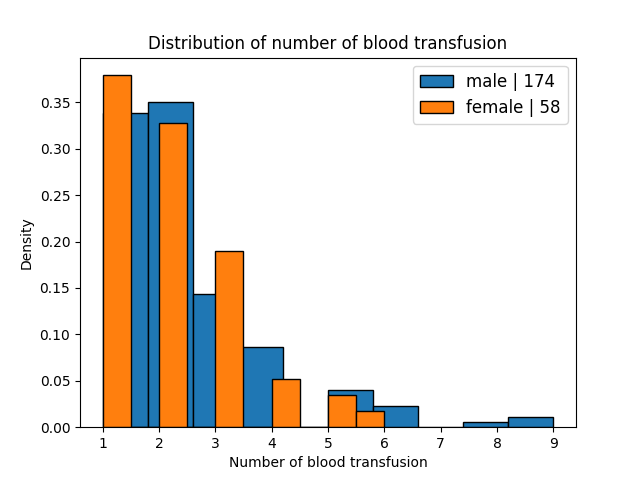 Distribution of number of blood transfusion
male | 174
female | 58
0.35
0.30
0.25
0.20
0.15
0.10
0.05
0.00
Density
1 2 3 4 5 6 7 8 9
Number of blood transfusion